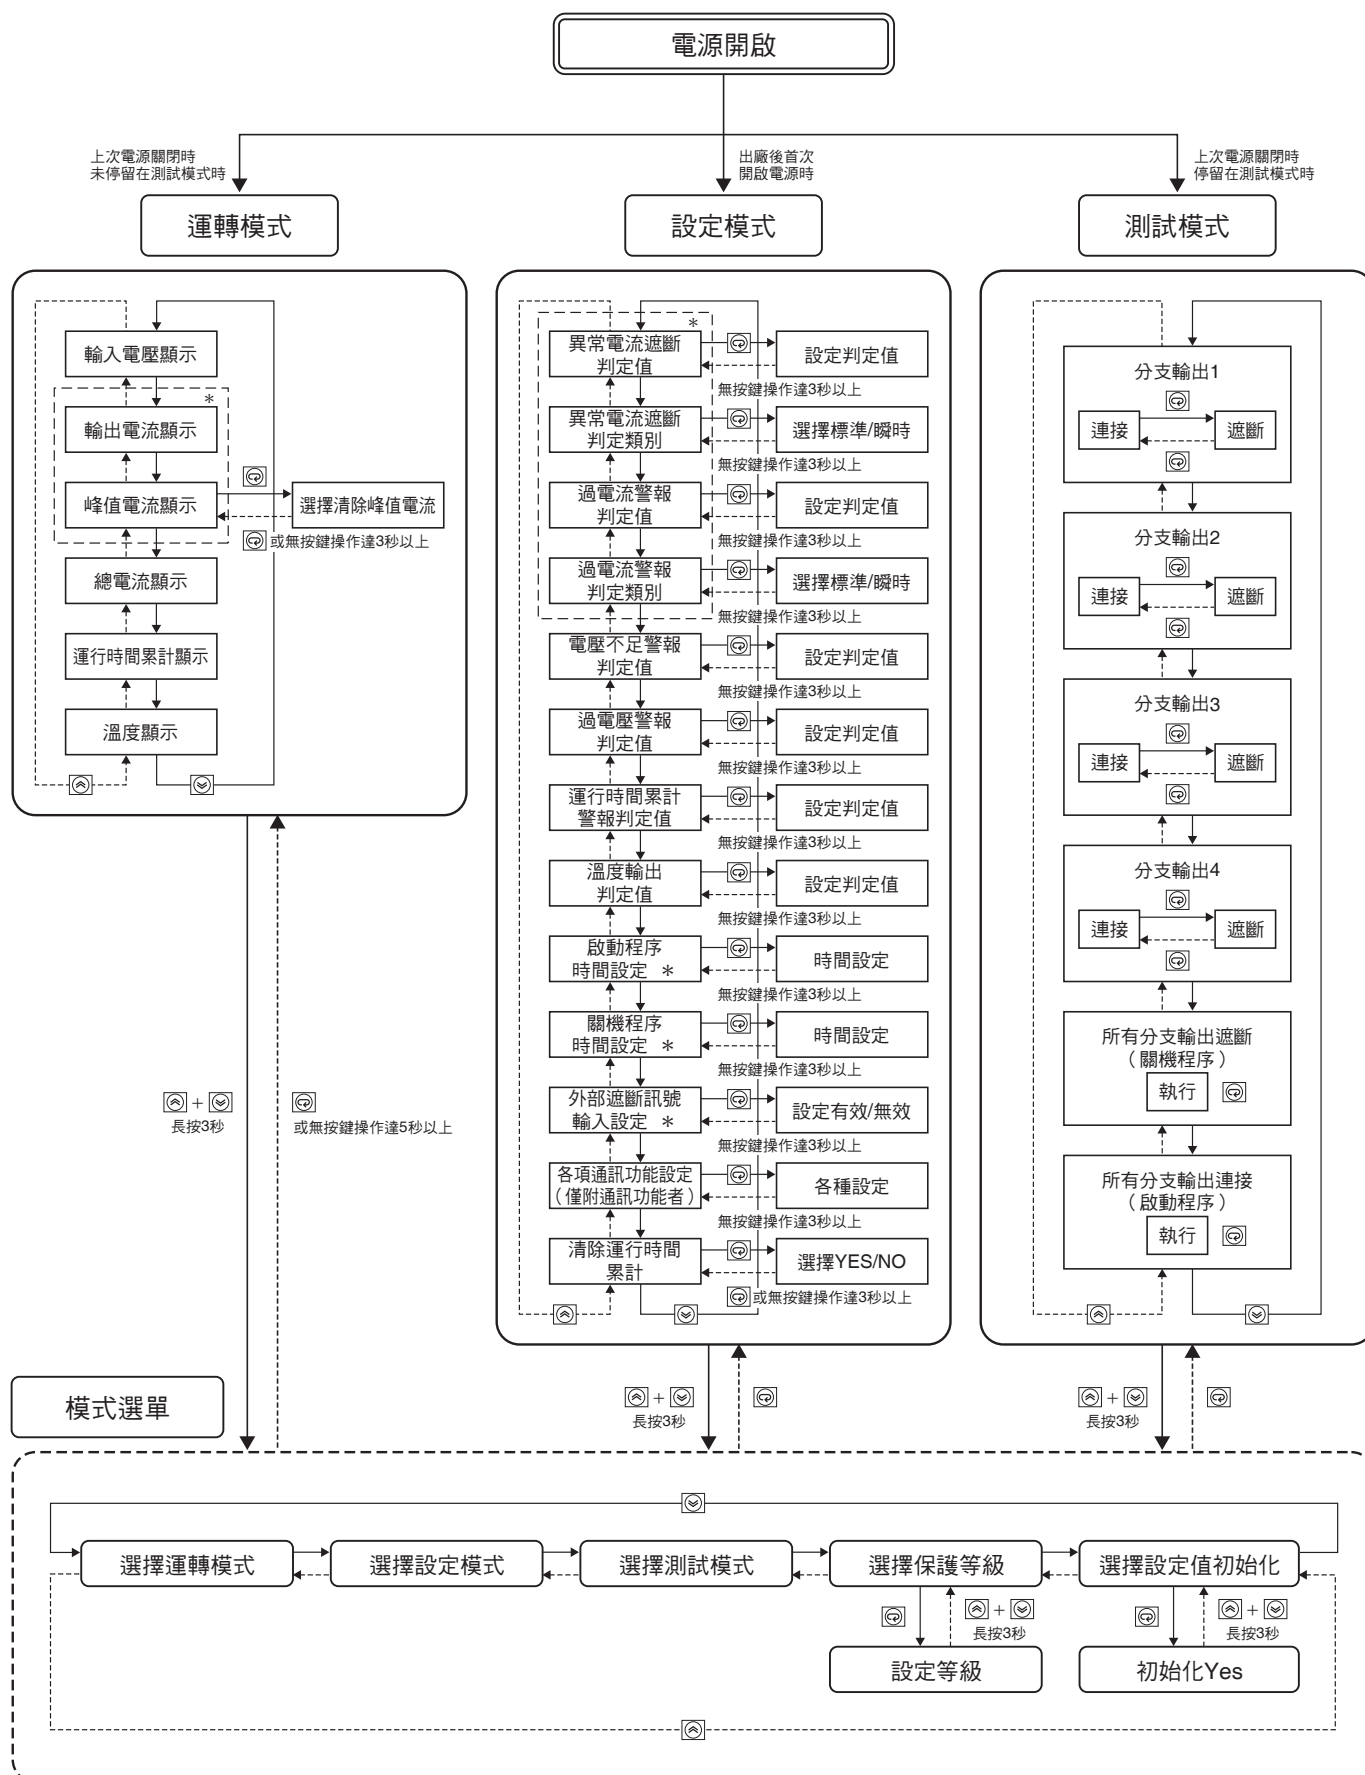 電源開啟
上次電源關閉時
未停留在測試模式時
出廠後首次
開啟電源時
上次電源關閉時
停留在測試模式時
運轉模式
設定模式
測試模式
輸入電壓顯示
*
輸出電流顯示
峰值電流顯示
選擇清除峰值電流
或無按鍵操作達3秒以上
總電流顯示
運行時間累計顯示
溫度顯示
*
異常電流遮斷
判定值
設定判定值
無按鍵操作達3秒以上
異常電流遮斷
判定類別
選擇標準/瞬時
無按鍵操作達3秒以上
過電流警報
判定值
設定判定值
無按鍵操作達3秒以上
過電流警報
判定類別
選擇標準/瞬時
無按鍵操作達3秒以上
電壓不足警報
判定值
設定判定值
無按鍵操作達3秒以上
過電壓警報
判定值
設定判定值
無按鍵操作達3秒以上
運行時間累計
警報判定值
設定判定值
無按鍵操作達3秒以上
溫度輸出
判定值
設定判定值
無按鍵操作達3秒以上
啟動程序
時間設定 *
時間設定
無按鍵操作達3秒以上
關機程序
時間設定 *
時間設定
無按鍵操作達3秒以上
外部遮斷訊號
輸入設定 *
設定有效/無效
無按鍵操作達3秒以上
各項通訊功能設定
(僅附通訊功能者)
各種設定
無按鍵操作達3秒以上
清除運行時間
累計
選擇YES/NO
或無按鍵操作達3秒以上
分支輸出1
連接
遮斷
分支輸出2
連接
遮斷
分支輸出3
連接
遮斷
分支輸出4
連接
遮斷
所有分支輸出遮斷
(關機程序)
執行
所有分支輸出連接
(啟動程序)
執行
+
長按3秒
或無按鍵操作達5秒以上
+
長按3秒
+
長按3秒
模式選單
選擇運轉模式
選擇設定模式
選擇測試模式
選擇保護等級
選擇設定值初始化
+
長按3秒
+
長按3秒
設定等級
初始化Yes